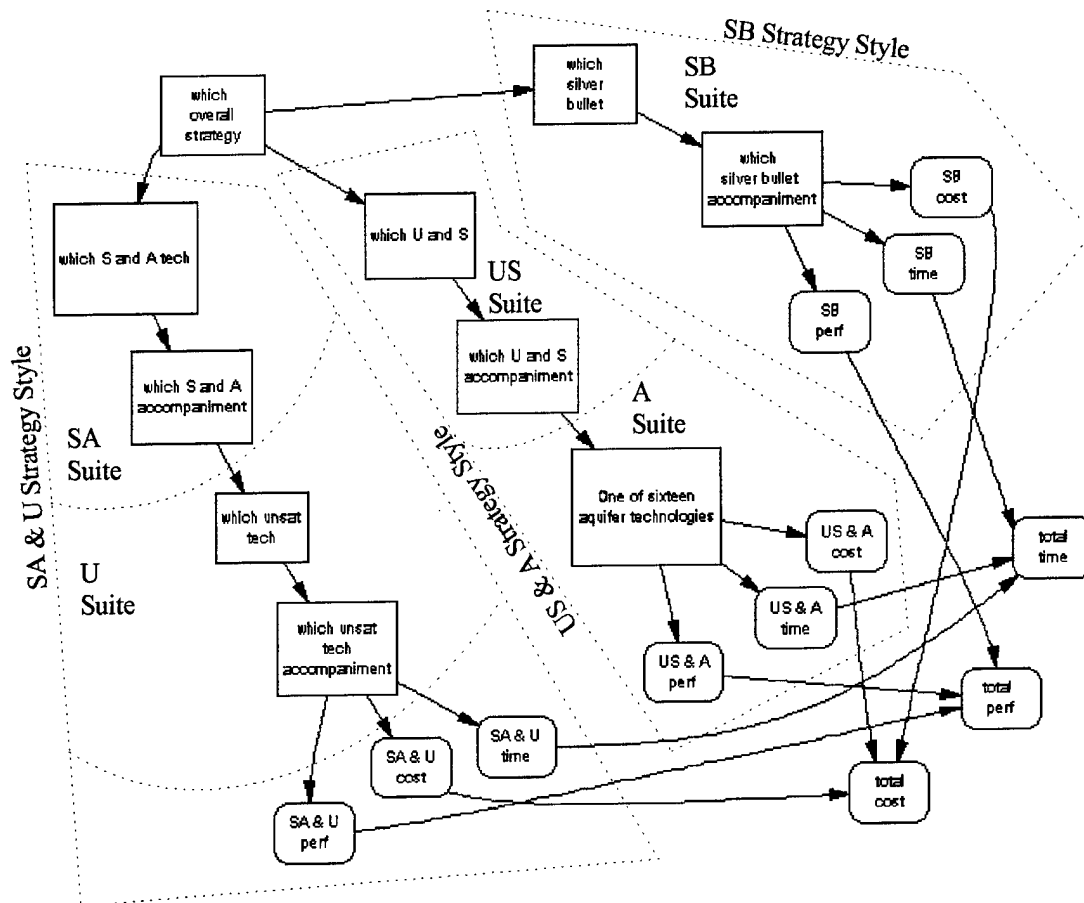 SB Strategy Style
which
overall
strategy
which
silver
bullet
SB
Suite
which
silver bullet
accompaniment
SB
cost
SB
time
SB
perf
which S and A tech
which U and S
US
Suite
which U and S
accompaniment
which S and A
accompaniment
A
Suite
SA
Suite
SA & U Strategy Style
US & A Strategy Style
One of sixteen
aquifer technologies
which unsat
tech
U
Suite
which unsat
tech
accompaniment
US & A
cost
US & A
time
US & A
perf
SA & U
time
SA & U
cost
SA & U
perf
total
time
total
perf
total
cost